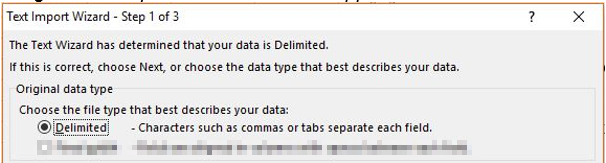 Text Import Wizard - Step 1 of 3
The Text Wizard has determined that your data is Delimited.
If this is correct, choose Next, or choose the data type that best describes your data.
Original data type
Choose the file type that best describes your data:
Delimited - Characters such as commas or tabs separate each field.